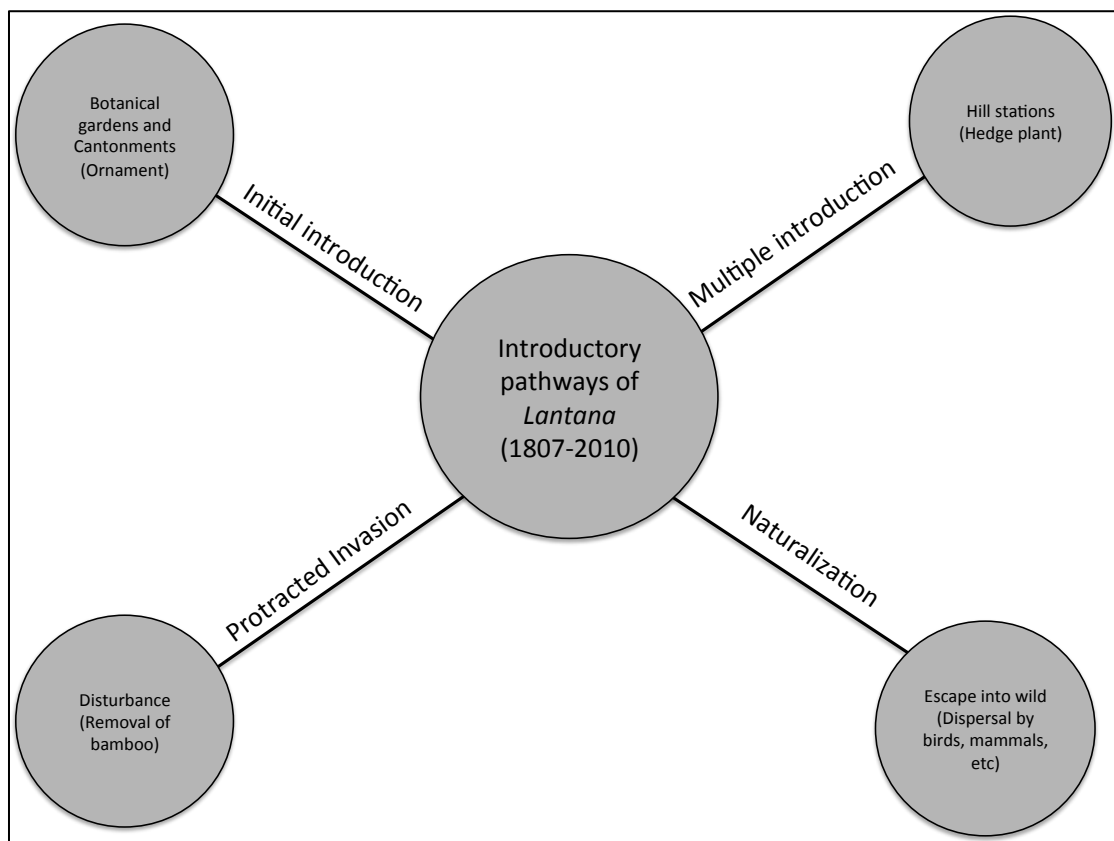 Botanical
gardens and
Cantonments
(Ornament)
Initial introduction
Hill stations
(Hedge plant)
Multiple introduction
Introductory
pathways of
Lantana
(1807-2010)
Protracted Invasion
Disturbance
(Removal of
bamboo)
Naturalization
Escape into wild
(Dispersal by
birds, mammals,
etc)